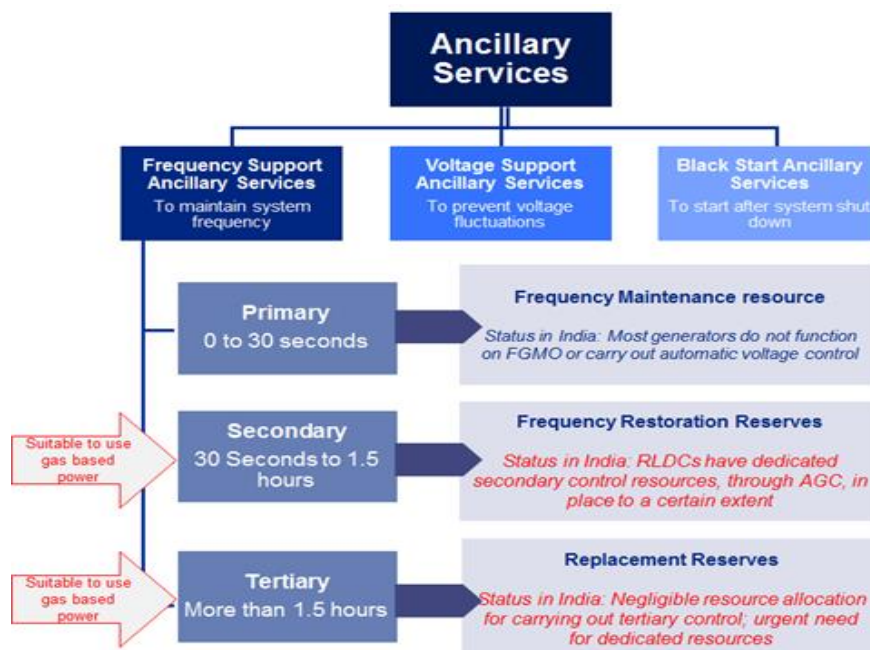 Ancillary
Services
Frequency Support
Ancillary Services
To maintain system
frequency
Voltage Support
Ancillary Services
To prevent voltage
fluctuations
Black Start Ancillary
Services
To start after system shut
down
Primary
0 to 30 seconds
Frequency Maintenance resource
Status in India: Most generators do not function
on FGMO or carry out automatic voltage control
Suitable to use
gas based
power
Secondary
30 Seconds to 1.5
hours
Frequency Restoration Reserves
Status in India: RLDCs have dedicated
secondary control resources, through AGC, in
place to a certain extent
Suitable to use
gas based
power
Tertiary
More than 1.5 hours
Replacement Reserves
Status in India: Negligible resource allocation
for carrying out tertiary control; urgent need
for dedicated resources